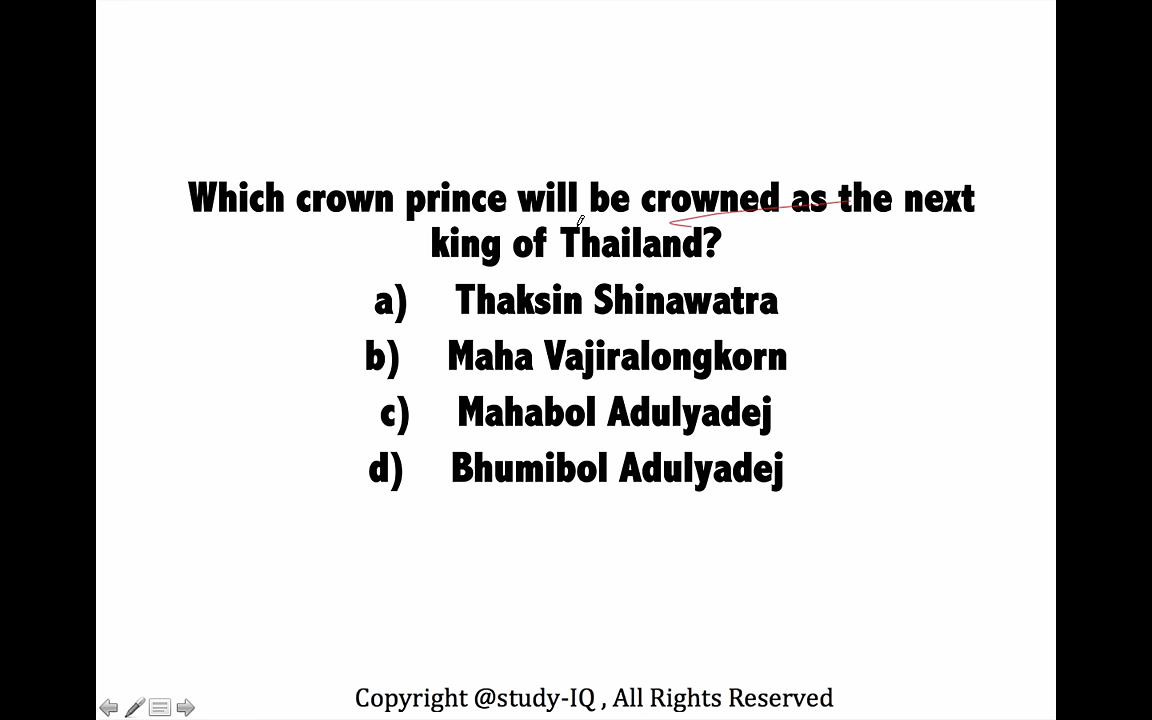 Which crown prince will be crowned as the next
king of Thailand?
a) Thaksin Shinawatra
b) Maha Vajiralongkorn
c) Mahabol Adulyadej
d) Bhumibol Adulyadej
Copyright @study-IQ , All Rights Reserved